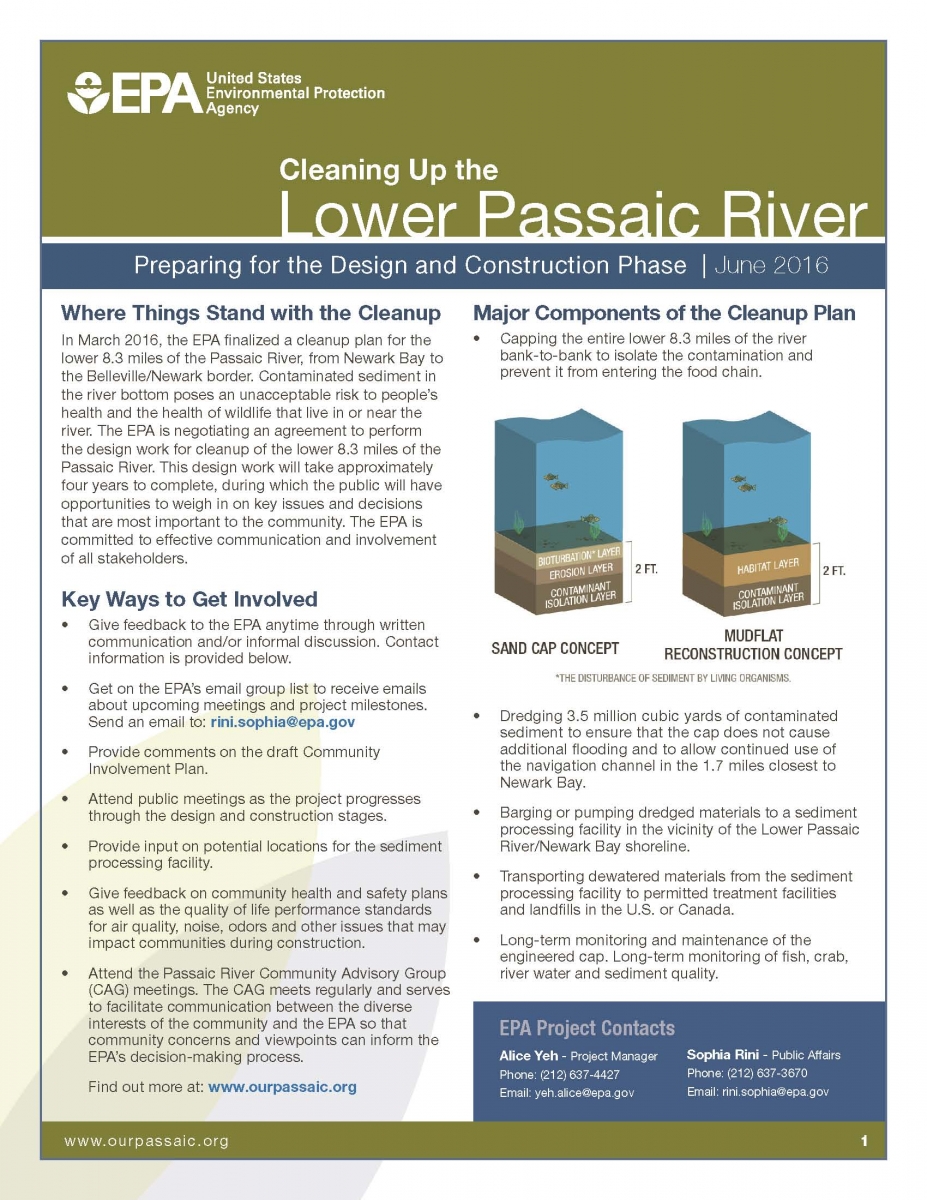 EPA
United States
Environmental Protection
Agency
Cleaning Up the
Lower Passaic River
Preparing for the Design and Construction Phase | June 2016
Where Things Stand with the Cleanup
In March 2016, the EPA finalized a cleanup plan for the
lower 8.3 miles of the Passaic River, from Newark Bay to
the Belleville/Newark border. Contaminated sediment in
the river bottom poses an unacceptable risk to people's
health and the health of wildlife that live in or near the
river. The EPA is negotiating an agreement to perform
the design work for cleanup of the lower 8.3 miles of the
Passaic River. This design work will take approximately
four years to complete, during which the public will have
opportunities to weigh in on key issues and decisions
that are most important to the community. The EPA is
committed to effective communication and involvement
of all stakeholders.
Key Ways to Get Involved
• Give feedback to the EPA anytime through written
communication and/or informal discussion. Contact
information is provided below.
• Get on the EPA's email group list to receive emails
about upcoming meetings and project milestones.
Send an email to: rini.sophia@epa.gov
• Provide comments on the draft Community
Involvement Plan.
• Attend public meetings as the project progresses
through the design and construction stages.
• Provide input on potential locations for the sediment
processing facility.
• Give feedback on community health and safety plans
as well as the quality of life performance standards
for air quality, noise, odors and other issues that may
impact communities during construction.
• Attend the Passaic River Community Advisory Group
(CAG) meetings. The CAG meets regularly and serves
to facilitate communication between the diverse
interests of the community and the EPA so that
community concerns and viewpoints can inform the
EPA's decision-making process.
Find out more at: www.ourpassaic.org
Major Components of the Cleanup Plan
• Capping the entire lower 8.3 miles of the river
bank-to-bank to isolate the contamination and
prevent it from entering the food chain.
BIOTURBATION* LAYER
EROSION LAYER
CONTAMINANT
ISOLATION LAYER
2 FT.
SAND CAP CONCEPT
HABITAT LAYER
CONTAMINANT
ISOLATION LAYER
2 FT.
MUDFLAT
RECONSTRUCTION CONCEPT
*THE DISTURBANCE OF SEDIMENT BY LIVING ORGANISMS.
• Dredging 3.5 million cubic yards of contaminated
sediment to ensure that the cap does not cause
additional flooding and to allow continued use of
the navigation channel in the 1.7 miles closest to
Newark Bay.
• Barging or pumping dredged materials to a sediment
processing facility in the vicinity of the Lower Passaic
River/Newark Bay shoreline.
• Transporting dewatered materials from the sediment
processing facility to permitted treatment facilities
and landfills in the U.S. or Canada.
• Long-term monitoring and maintenance of the
engineered cap. Long-term monitoring of fish, crab,
river water and sediment quality.
EPA Project Contacts
Alice Yeh - Project Manager
Phone: (212) 637-4427
Email: yeh.alice@epa.gov
Sophia Rini - Public Affairs
Phone: (212) 637-3670
Email: rini.sophia@epa.gov
www.ourpassaic.org
1